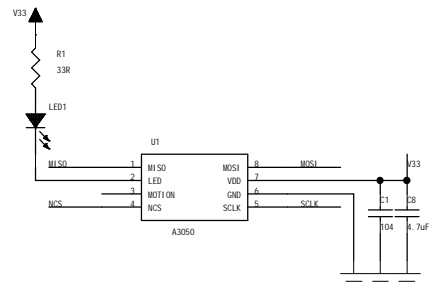 V33
R1
33R
LED1
U1
MISO 1 MISO MOSI 8 MOSI V33
2 LED VDD 7
3 MOTION GND 6
NCS 4 NCS SCLK 5 SCLK C1 C8
A3050 104 4.7uF